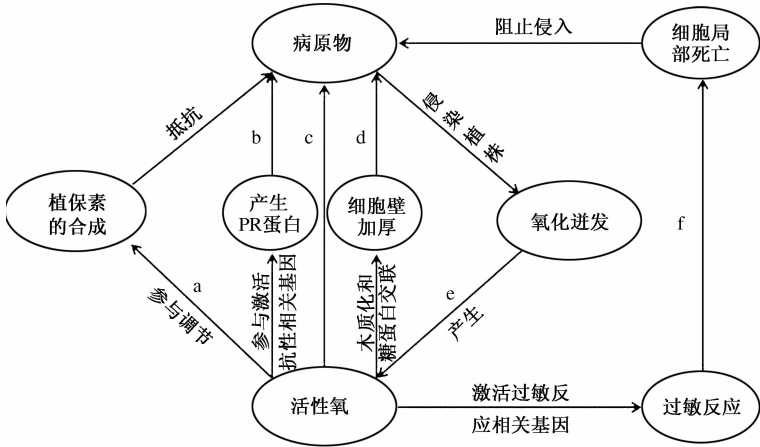 病原物
阻止侵入
细胞局
部死亡
抵抗
b
c
d
侵染植株
植保素
的合成
产生
PR蛋白
细胞壁
加厚
氧化迸发
f
a
参与调节
参与激活
抗性相关基因
木质化和
糖蛋白交联
e
产生
活性氧
激活过敏反
应相关基因
过敏反应